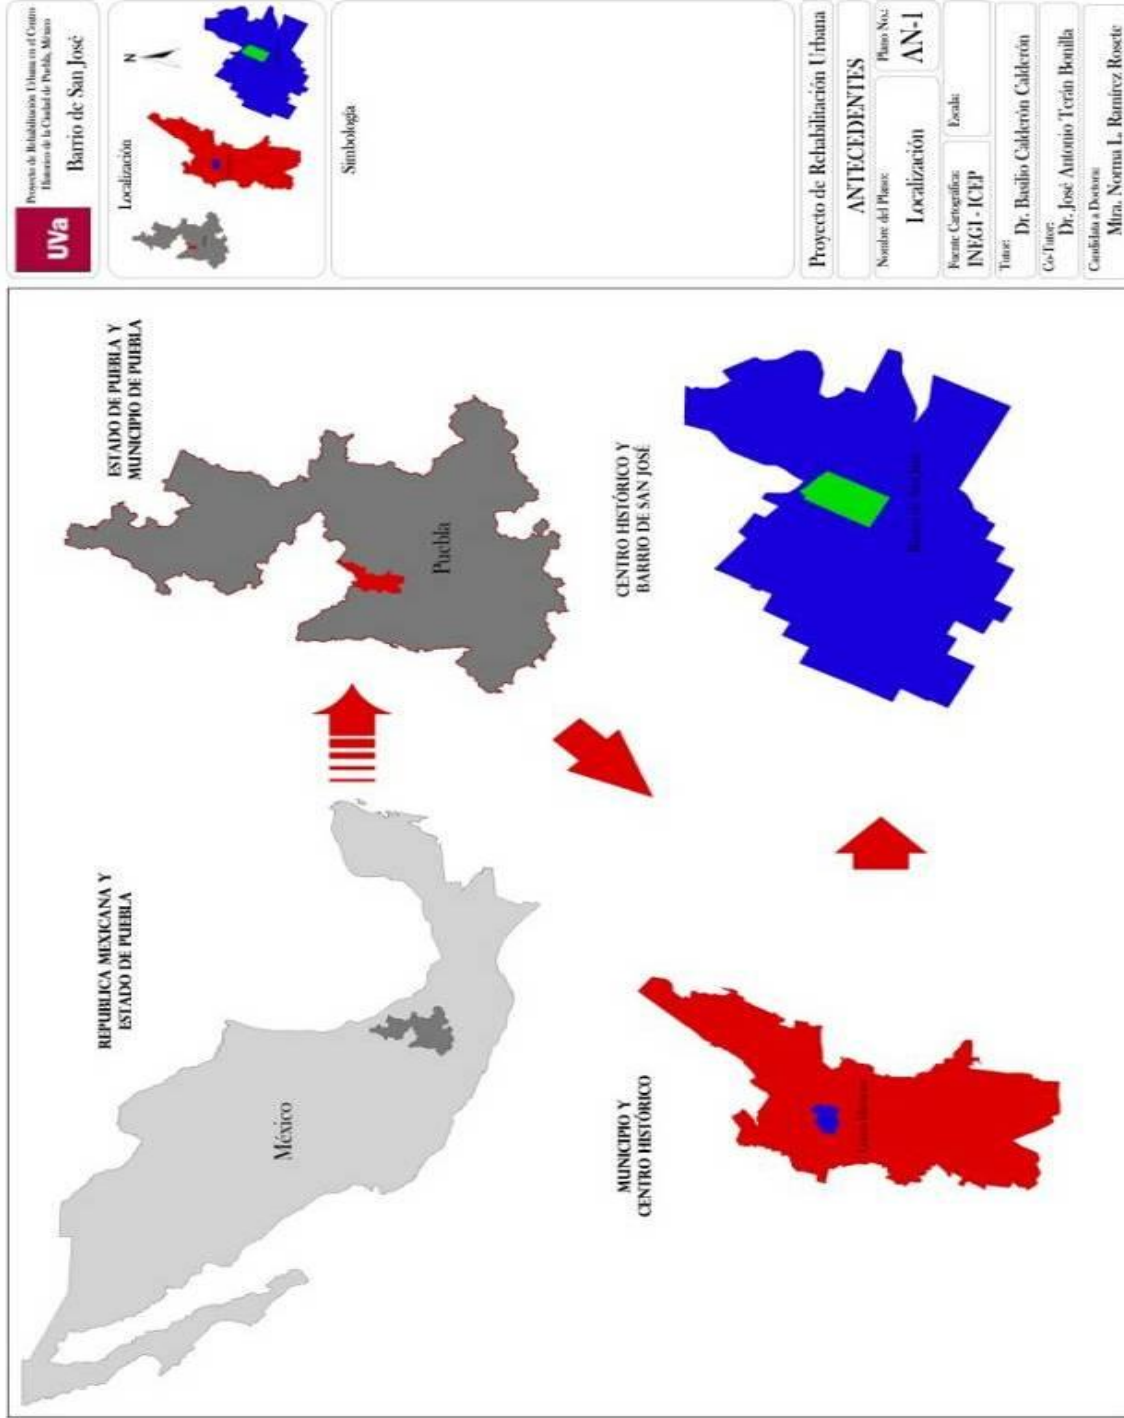 REPUBLICA MEXICANA Y
ESTADO DE PUEBLA
México
ESTADO DE PUEBLA Y
MUNICIPIO DE PUEBLA
Puebla
MUNICIPIO Y
CENTRO HISTÓRICO
CENTRO HISTÓRICO Y
BARRIO DE SAN JOSÉ
UVa
Proyecto de Rehabilitación Urbana en el Centro
Histórico de la Ciudad de Puebla, México
Barrio de San José
Localización
N
Simbología
Proyecto de Rehabilitación Urbana
ANTECEDENTES
Nombre del Plano:
Localización
Plano No.:
AN-1
Fuente Cartográfica:
INEGI - ICEP
Escala:
Tutor:
Dr. Basilio Calderón Calderón
Co-Tutor:
Dr. José Antonio Terán Bonilla
Candidata a Doctora:
Mtra. Norma L. Ramírez Rosete